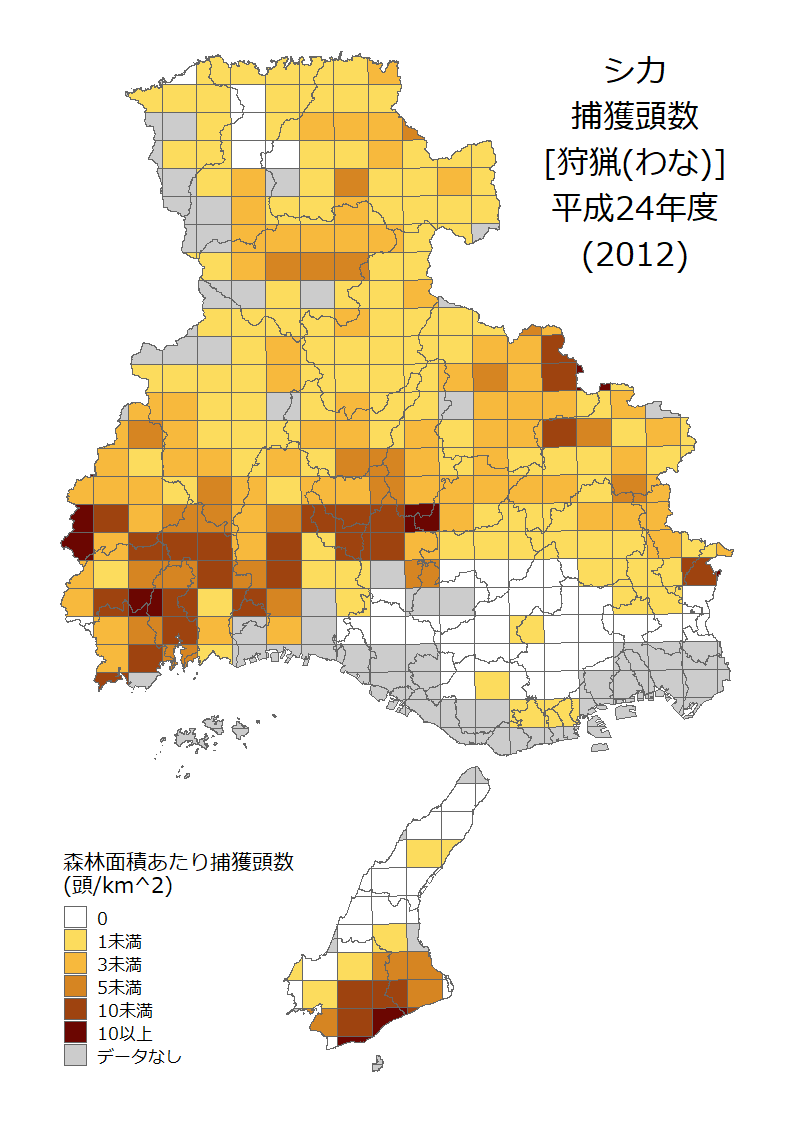 シカ
捕獲頭数
[狩猟(わな)]
平成24年度
(2012)
森林面積あたり捕獲頭数
(頭/km^2)
0
1未満
3未満
5未満
10未満
10以上
データなし